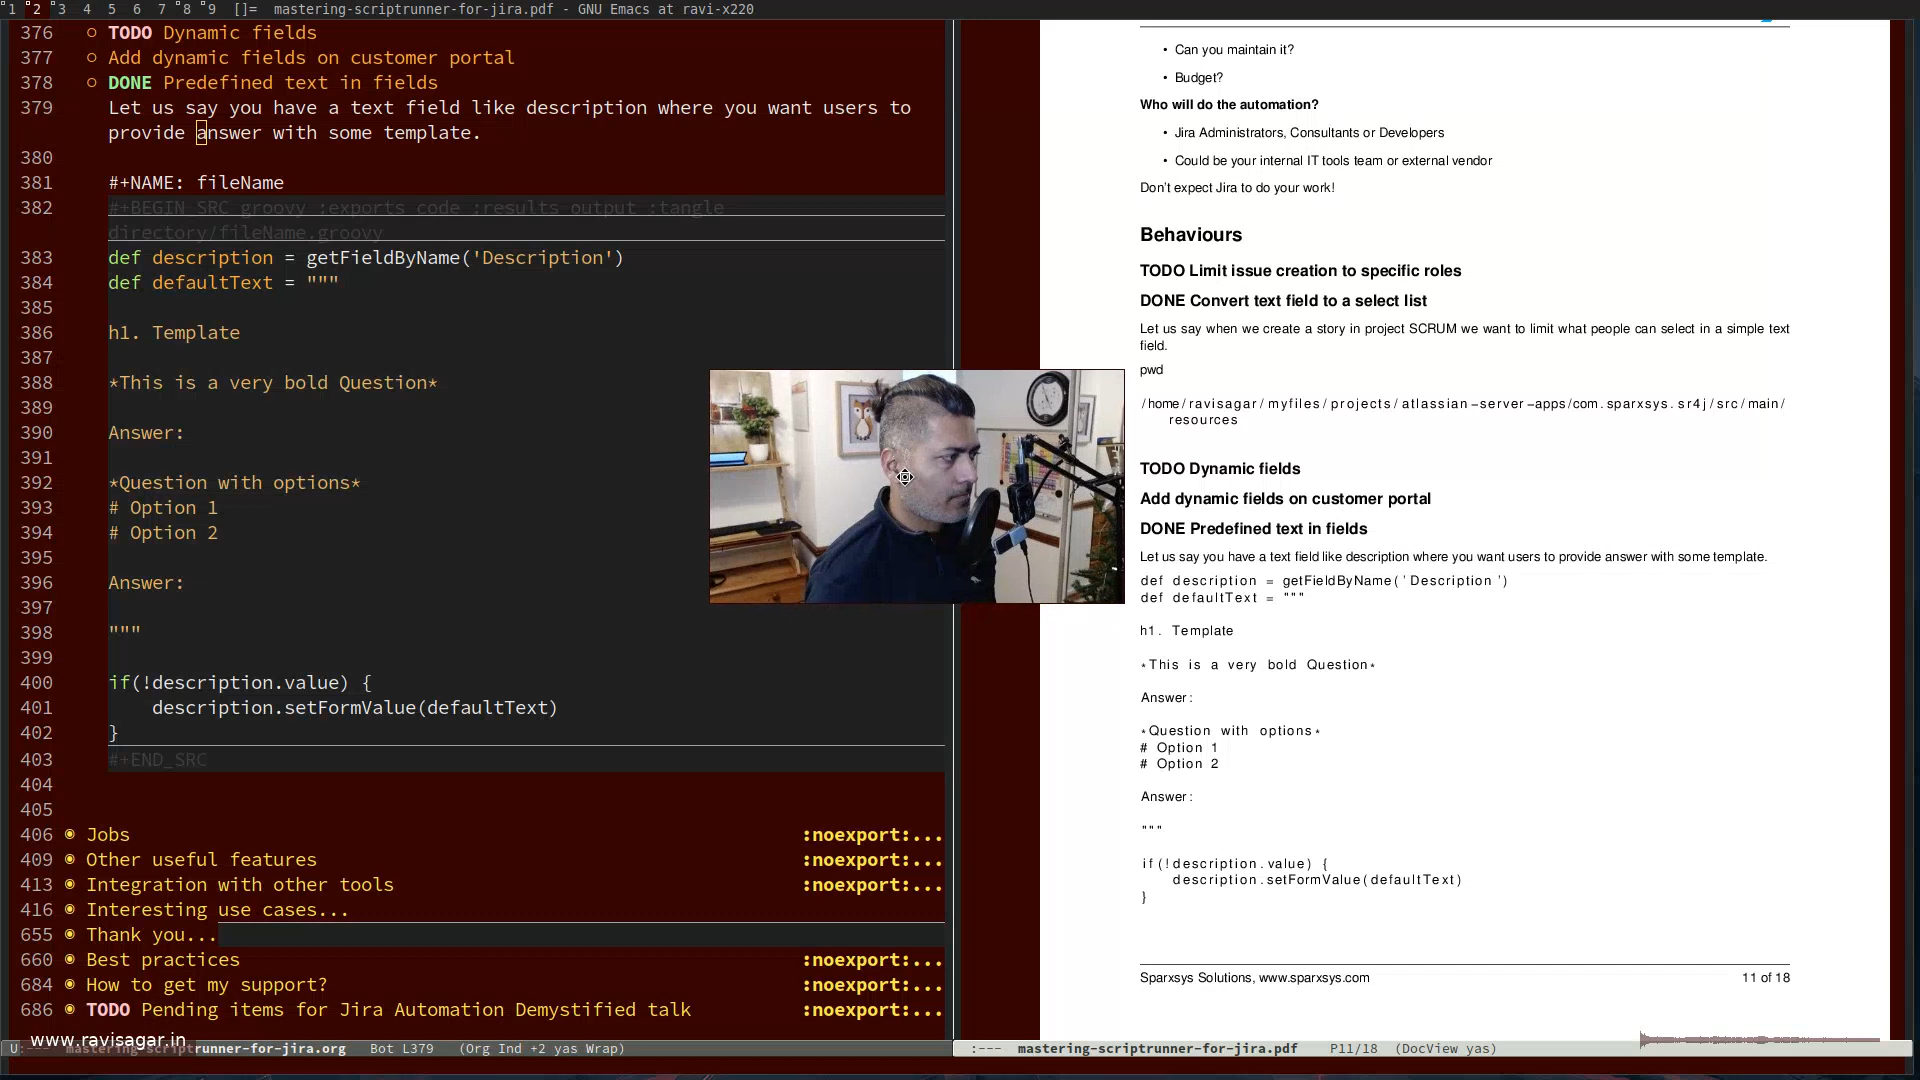 1 2 3 4 5 6 7 8 9 []= mastering-scriptrunner-for-jira.pdf - GNU Emacs at ravi-x220
376 ○ TODO Dynamic fields
377 ○ Add dynamic fields on customer portal
378 ○ DONE Predefined text in fields
379 Let us say you have a text field like description where you want users to
provide answer with some template.
380
381 #+NAME: fileName
382 #+BEGIN_SRC groovy :exports code :results output :tangle
directory/fileName.groovy
383 def description = getFieldByName('Description')
384 def defaultText = """
385
386 h1. Template
387
388 *This is a very bold Question*
389
390 Answer:
391
392 *Question with options*
393 # Option 1
394 # Option 2
395
396 Answer:
397
398 """
399
400 if(!description.value) {
401 description.setFormValue(defaultText)
402 }
403 #+END_SRC
404
405
406 ◉ Jobs :noexport:...
409 ◉ Other useful features :noexport:...
413 ◉ Integration with other tools :noexport:...
416 ◉ Interesting use cases...
655 ◉ Thank you...
660 ◉ Best practices :noexport:...
684 ◉ How to get my support? :noexport:...
686 ◉ TODO Pending items for Jira Automation Demystified talk :noexport:...
www.ravisagar.in
U:--- mastering-scriptrunner-for-jira.org Bot L379 (Org Ind +2 yas Wrap)
• Can you maintain it?
• Budget?
Who will do the automation?
• Jira Administrators, Consultants or Developers
• Could be your internal IT tools team or external vendor
Don't expect Jira to do your work!
Behaviours
TODO Limit issue creation to specific roles
DONE Convert text field to a select list
Let us say when we create a story in project SCRUM we want to limit what people can select in a simple text
field.
pwd
/home/ravisagar/myfiles/projects/atlassian-server-apps/com.sparxsys.sr4j/src/main/
resources
TODO Dynamic fields
Add dynamic fields on customer portal
DONE Predefined text in fields
Let us say you have a text field like description where you want users to provide answer with some template.
def description = getFieldByName('Description')
def defaultText = """
h1. Template
*This is a very bold Question*
Answer:
*Question with options*
# Option 1
# Option 2
Answer:
"""
if(!description.value) {
description.setFormValue(defaultText)
}
Sparxsys Solutions, www.sparxsys.com 11 of 18
:--- mastering-scriptrunner-for-jira.pdf P11/18 (DocView yas)